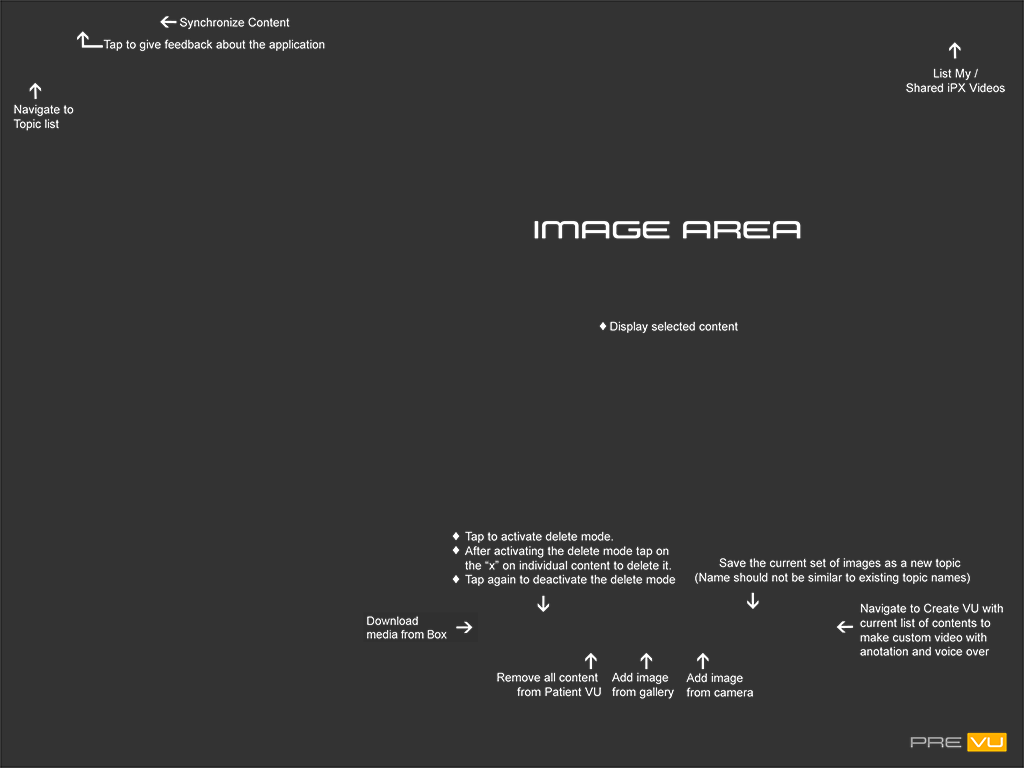 Synchronize Content
Tap to give feedback about the application
List My /
Shared iPX Videos
Navigate to
Topic list
IMAGE AREA
♦ Display selected content
♦ Tap to activate delete mode.
♦ After activating the delete mode tap on
the “x” on individual content to delete it.
♦ Tap again to deactivate the delete mode
Save the current set of images as a new topic
(Name should not be similar to existing topic names)
Download
media from Box
Navigate to Create VU with
current list of contents to
make custom video with
anotation and voice over
Remove all content
from Patient VU
Add image
from gallery
Add image
from camera
PRE VU